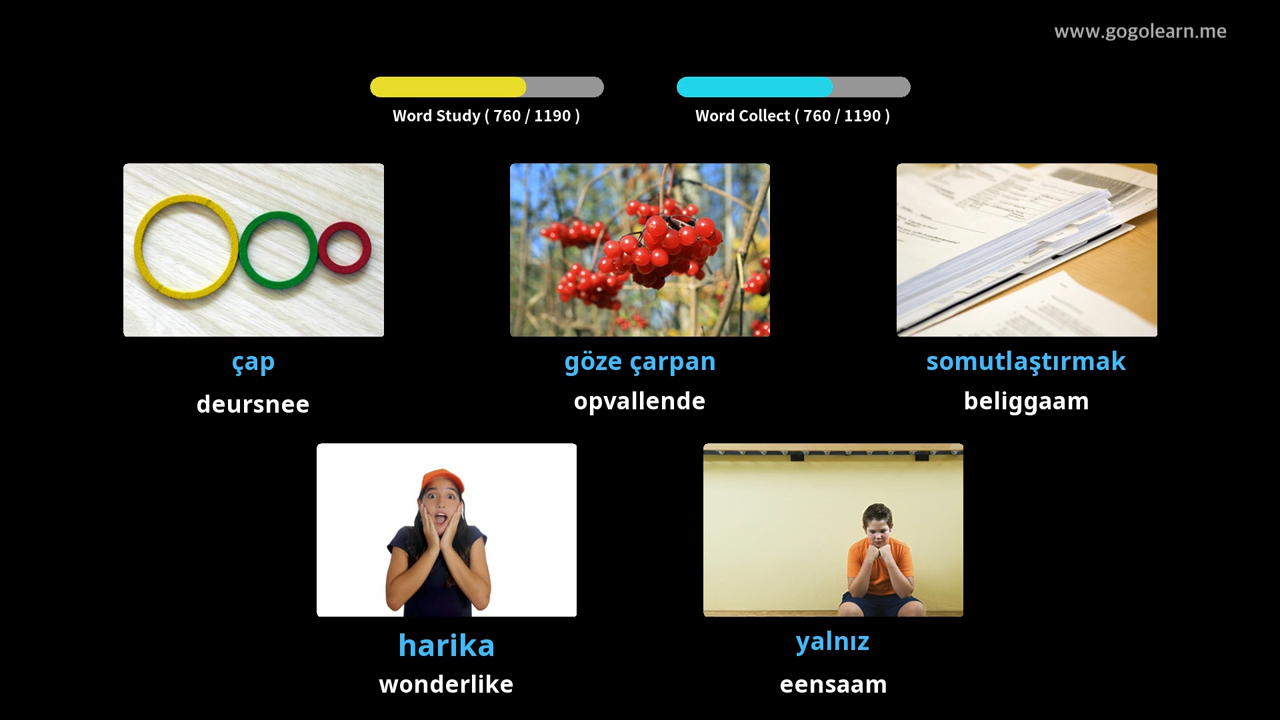 www.gogolearn.me
Word Study ( 760 / 1190 )
Word Collect ( 760 / 1190 )
çap
deursnee
göze çarpan
opvallende
somutlaştırmak
beliggaam
harika
wonderlike
yalnız
eensaam